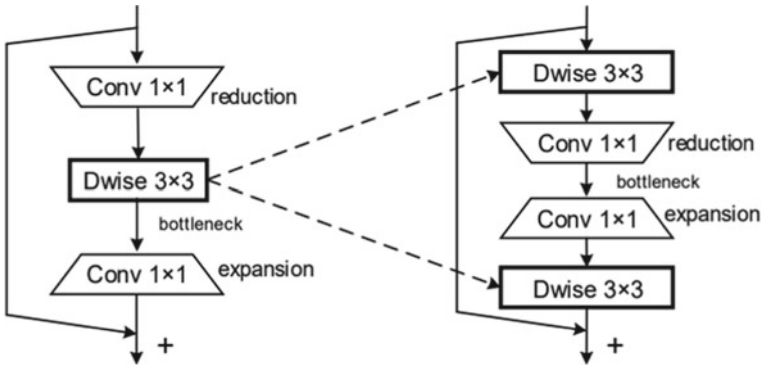 Conv 1×1
reduction
Dwise 3×3
bottleneck
Conv 1×1
expansion
+
Dwise 3×3
Conv 1×1
reduction
bottleneck
Conv 1×1
expansion
Dwise 3×3
+